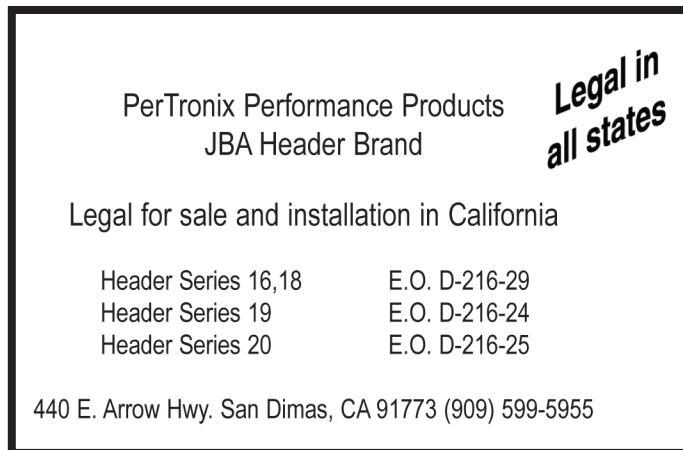 PerTronix Performance Products
JBA Header Brand
Legal in
all states
Legal for sale and installation in California
Header Series 16,18 E.O. D-216-29
Header Series 19 E.O. D-216-24
Header Series 20 E.O. D-216-25
440 E. Arrow Hwy. San Dimas, CA 91773 (909) 599-5955